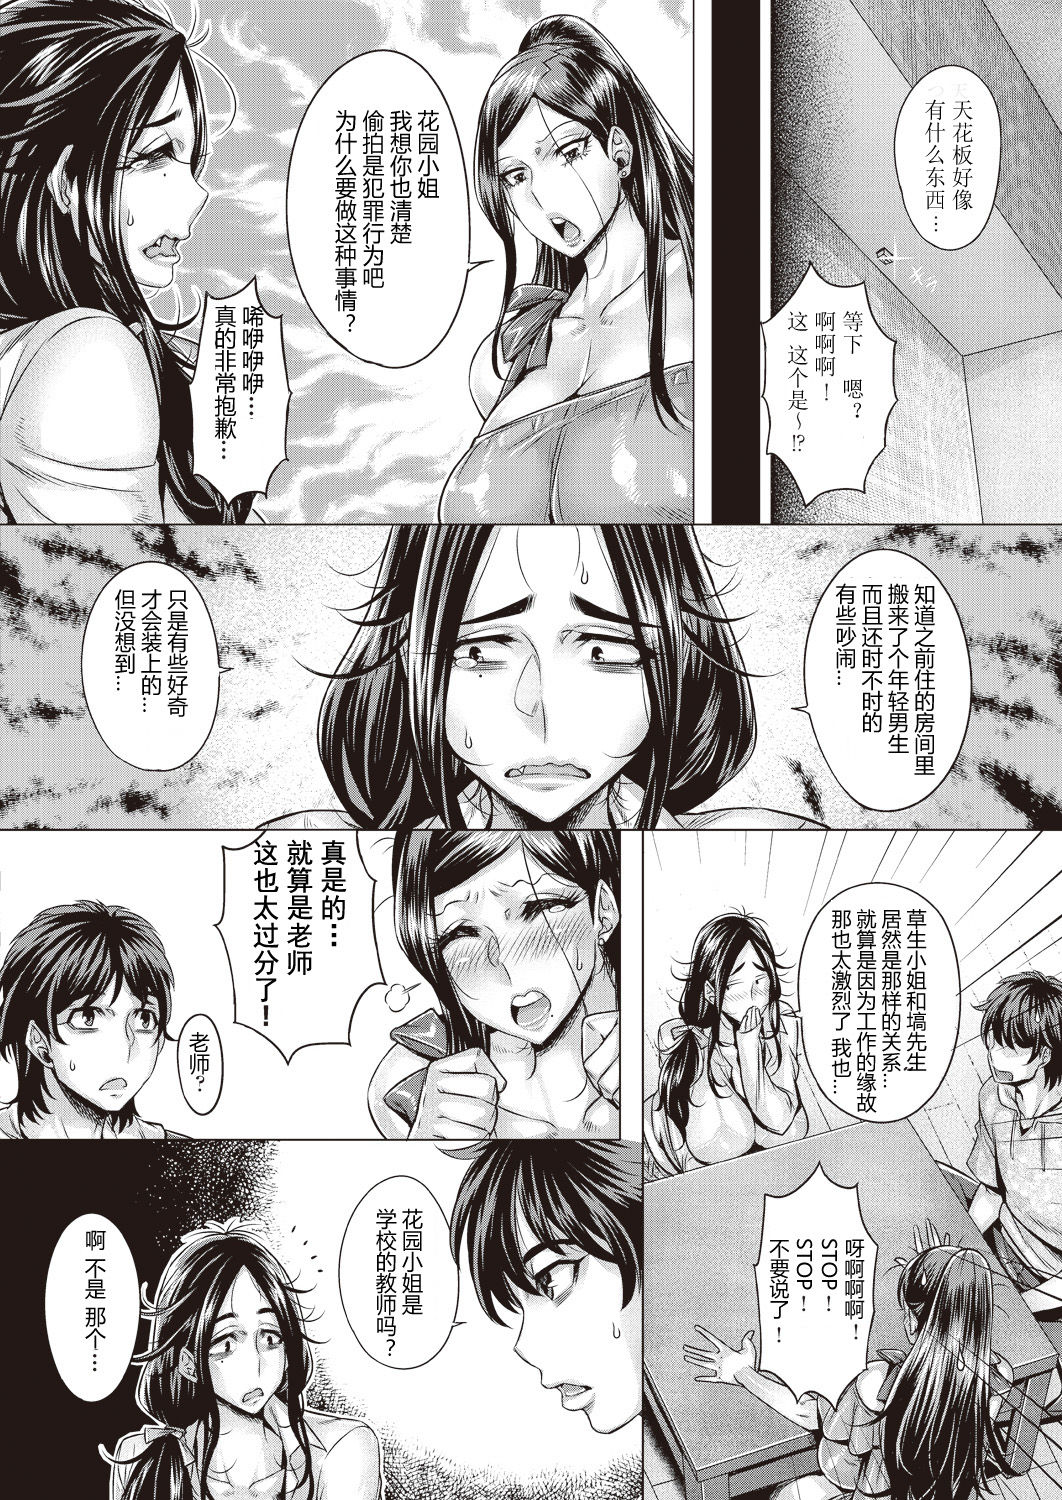 天花板好像
有什么东西…
等下 嗯？
啊啊啊！
这 这个是～!?
花园小姐
我想你也清楚
偷拍是犯罪行为吧
为什么要做这种事情？
唏咿咿咿…
真的非常抱歉…
知道之前住的房间里
搬来了个年轻男生
而且还时不时的
有些吵闹…
只是有些好奇
才会装上的…
但没想到…
草生小姐和塙先生
居然是那样的关系…
就算是因为工作的缘故
那也太激烈了 我也…
呀啊啊啊！
STOP！
STOP！
不要说了！
真是的…
就算是老师
这也太过分了！
老师？
花园小姐是
学校的教师吗？
啊 不是 那个…